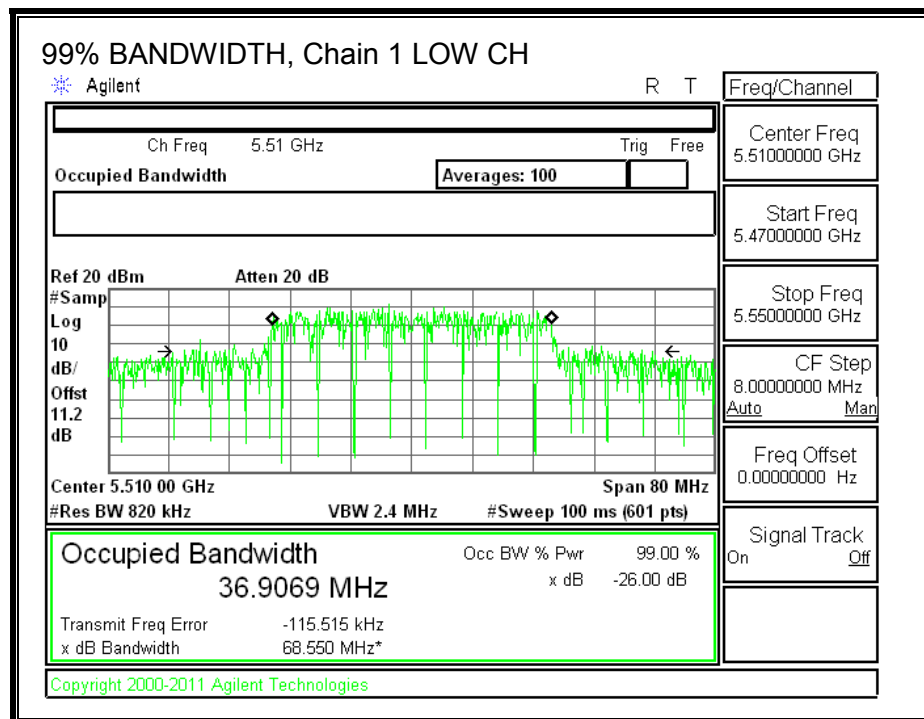 99% BANDWIDTH, Chain 1 LOW CH
Agilent R T
Ch Freq 5.51 GHz Trig Free
Occupied Bandwidth Averages: 100
Ref 20 dBm Atten 20 dB
#Samp
Log
10
dB/
Offst
11.2
dB
Center 5.510 00 GHz Span 80 MHz
#Res BW 820 kHz VBW 2.4 MHz #Sweep 100 ms (601 pts)
Occupied Bandwidth Occ BW % Pwr 99.00 %
36.9069 MHz x dB -26.00 dB
Transmit Freq Error -115.515 kHz
x dB Bandwidth 68.550 MHz*
Copyright 2000-2011 Agilent Technologies
Freq/Channel
Center Freq
5.51000000 GHz
Start Freq
5.47000000 GHz
Stop Freq
5.55000000 GHz
CF Step
8.00000000 MHz
Auto Man
Freq Offset
0.00000000 Hz
Signal Track
On Off